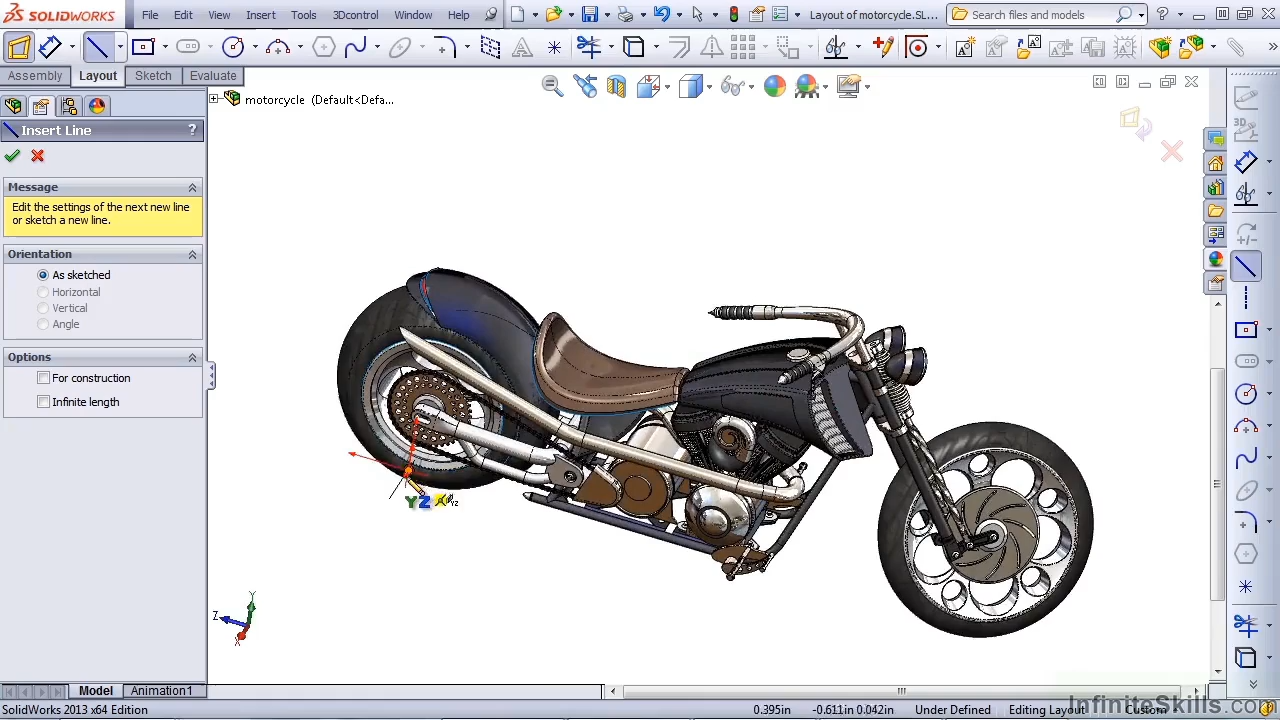 SOLIDWORKS File Edit View Insert Tools 3Dcontrol Window Help Layout of motorcycle.SL... Search files and models
Assembly Layout Sketch Evaluate
motorcycle (Default<Defa...
Insert Line ?
Message
Edit the settings of the next new line
or sketch a new line.
Orientation
As sketched
Horizontal
Vertical
Angle
Options
For construction
Infinite length
YZ
Y
Z
X
Model Animation1
SolidWorks 2013 x64 Edition 0.395in -0.611in 0.042in Under Defined Editing Layout Custom
InfiniteSkills.com